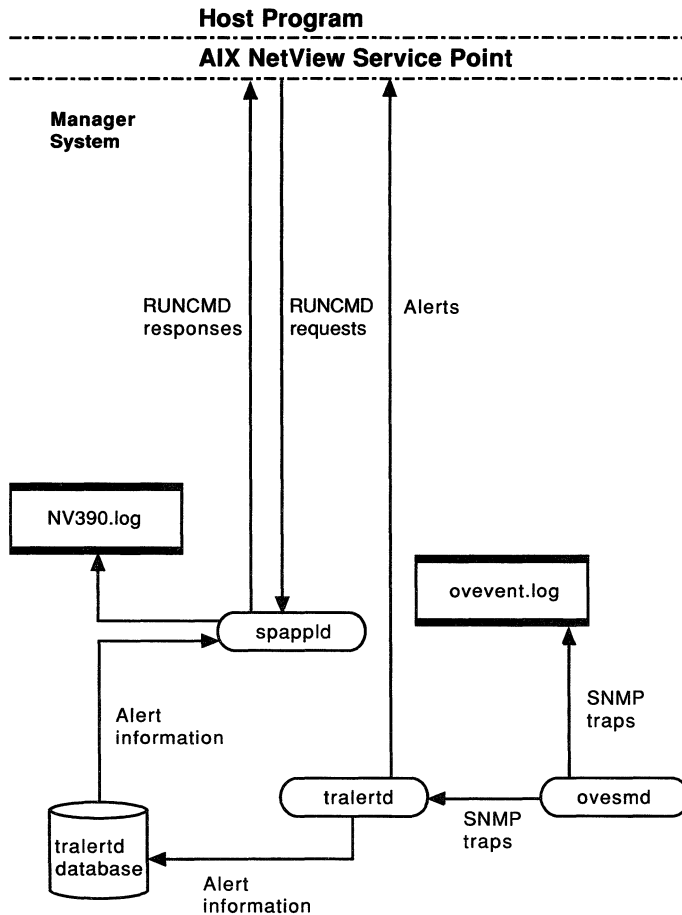 Host Program
AIX NetView Service Point
Manager
System
RUNCMD
responses
RUNCMD
requests
Alerts
NV390.log
ovevent.log
spappld
SNMP
traps
Alert
information
tralertd
ovesmd
SNMP
traps
tralertd
database
Alert
information